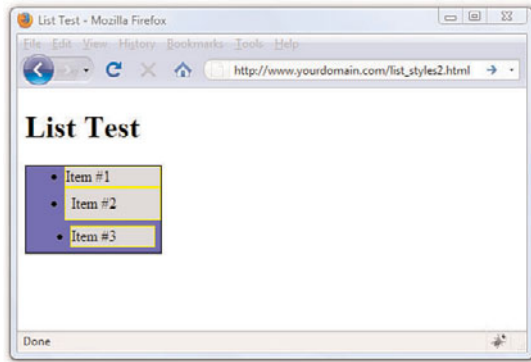 List Test - Mozilla Firefox
File Edit View History Bookmarks Tools Help
http://www.yourdomain.com/list_styles2.html
List Test
Item #1
Item #2
Item #3
Done